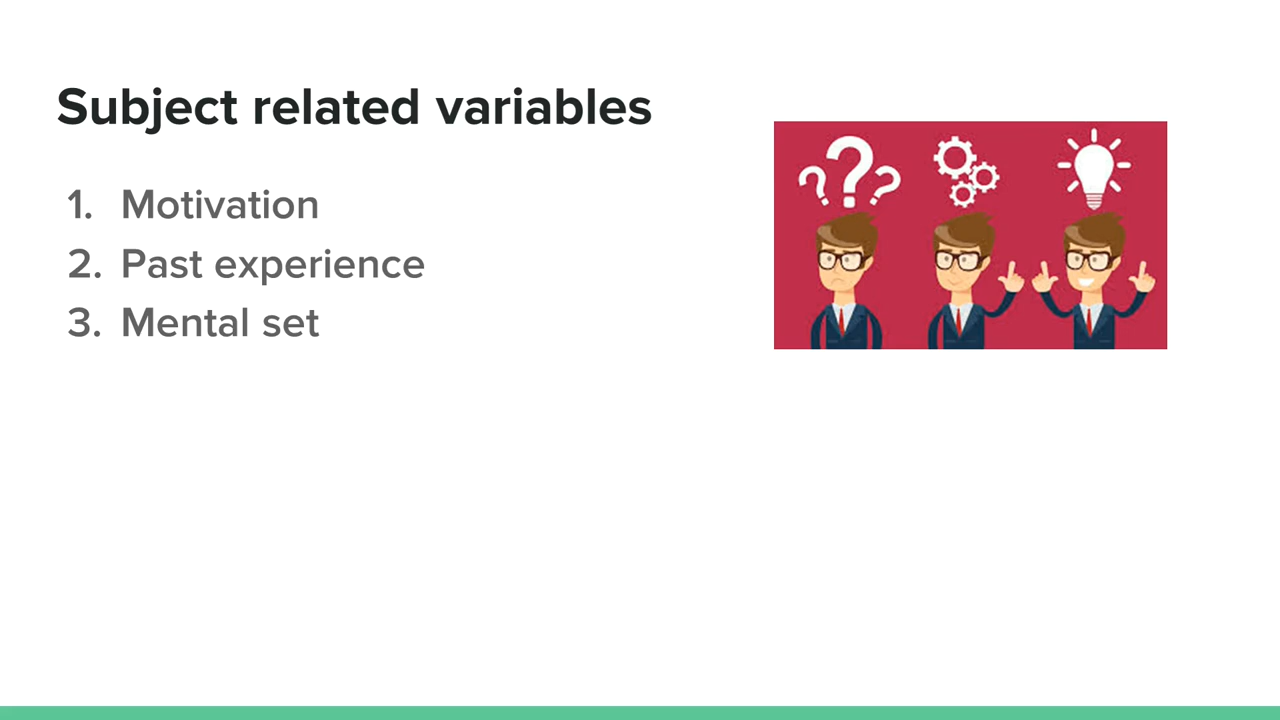 Subject related variables
1. Motivation
2. Past experience
3. Mental set